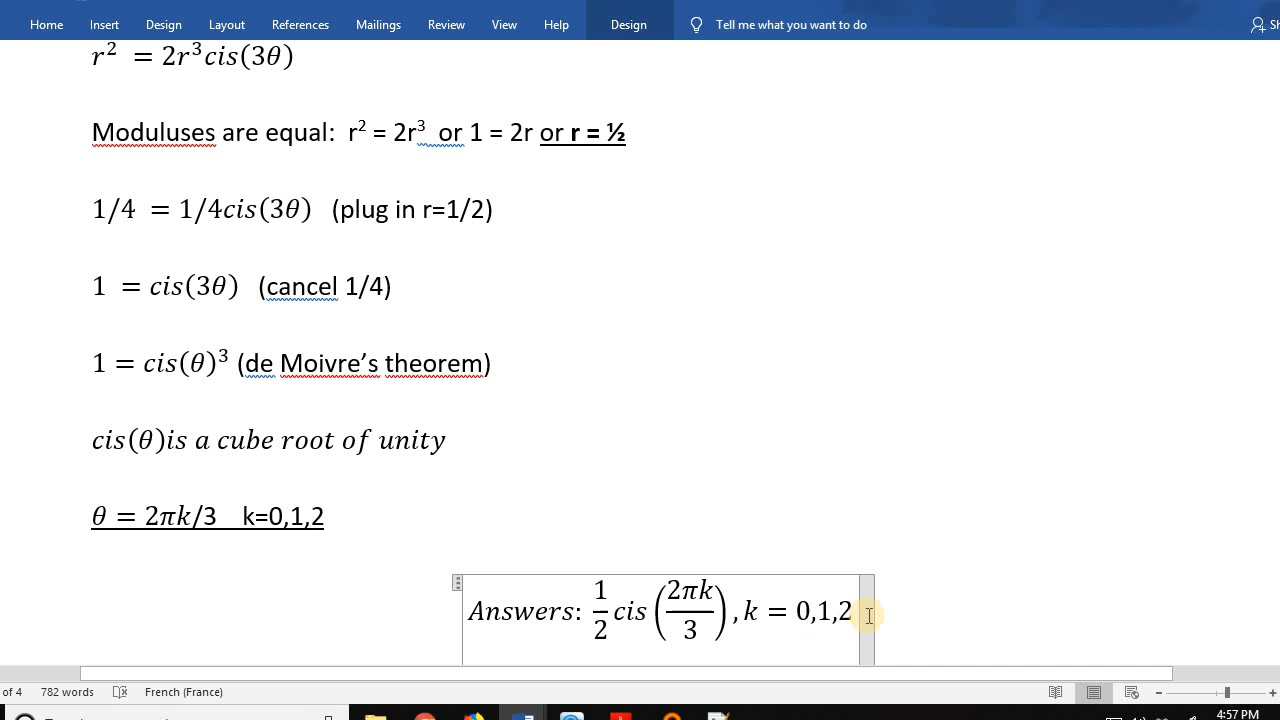 Home Insert Design Layout References Mailings Review View Help Design Tell me what you want to do Sh
r² = 2r³cis(3θ)
Moduluses are equal: r² = 2r³ or 1 = 2r or r = ½
1/4 = 1/4cis(3θ) (plug in r=1/2)
1 = cis(3θ) (cancel 1/4)
1 = cis(θ)³ (de Moivre’s theorem)
cis(θ)is a cube root of unity
θ = 2πk/3 k=0,1,2
Answers: 1/2 cis (2πk/3), k = 0,1,2
of 4 782 words French (France)
4:57 PM